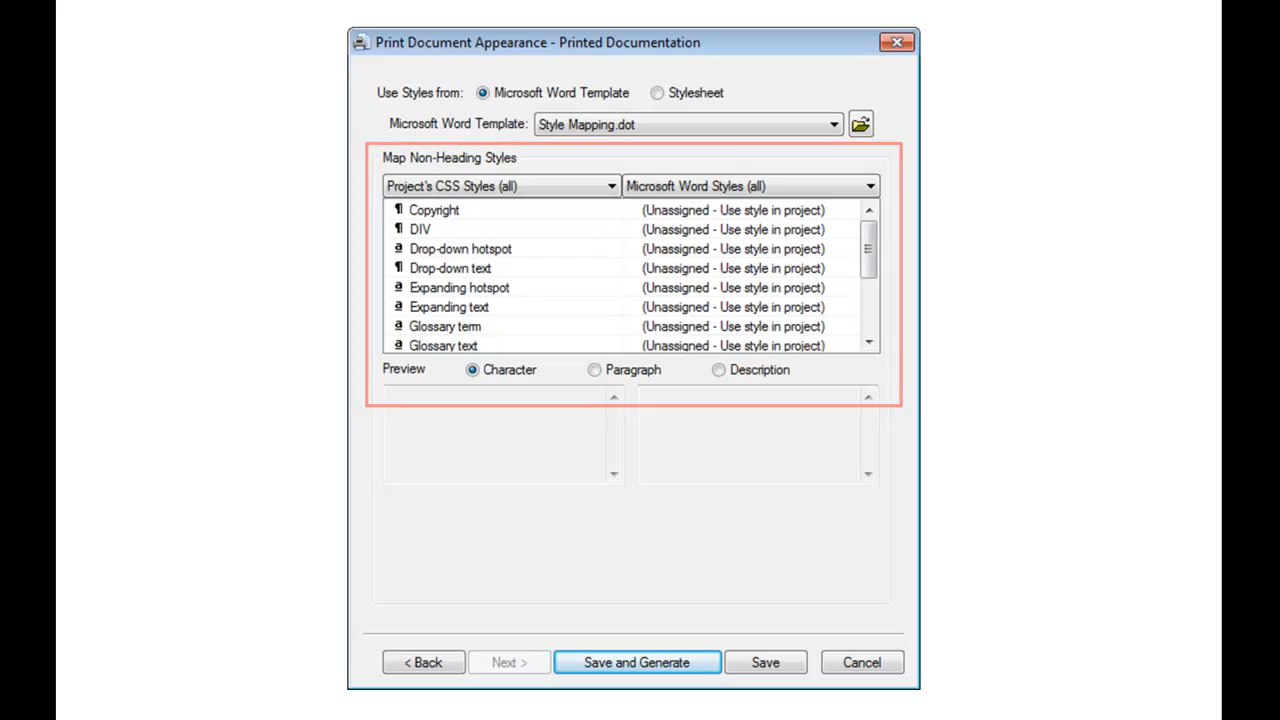 Print Document Appearance - Printed Documentation
Use Styles from: Microsoft Word Template Stylesheet
Microsoft Word Template: Style Mapping.dot
Map Non-Heading Styles
Project's CSS Styles (all) Microsoft Word Styles (all)
¶ Copyright (Unassigned - Use style in project)
¶ DIV (Unassigned - Use style in project)
a Drop-down hotspot (Unassigned - Use style in project)
¶ Drop-down text (Unassigned - Use style in project)
a Expanding hotspot (Unassigned - Use style in project)
a Expanding text (Unassigned - Use style in project)
a Glossary term (Unassigned - Use style in project)
a Glossary text (Unassigned - Use style in project)
Preview Character Paragraph Description
< Back Next > Save and Generate Save Cancel